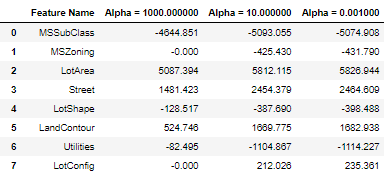 Feature Name Alpha = 1000.000000 Alpha = 10.000000 Alpha = 0.001000
0 MSSubClass -4644.851 -5093.055 -5074.908
1 MSZoning -0.000 -425.430 -431.790
2 LotArea 5087.394 5812.115 5826.944
3 Street 1481.423 2454.379 2464.609
4 LotShape -128.517 -387.690 -398.488
5 LandContour 524.746 1669.775 1682.938
6 Utilities -82.495 -1104.867 -1114.227
7 LotConfig -0.000 212.026 235.361